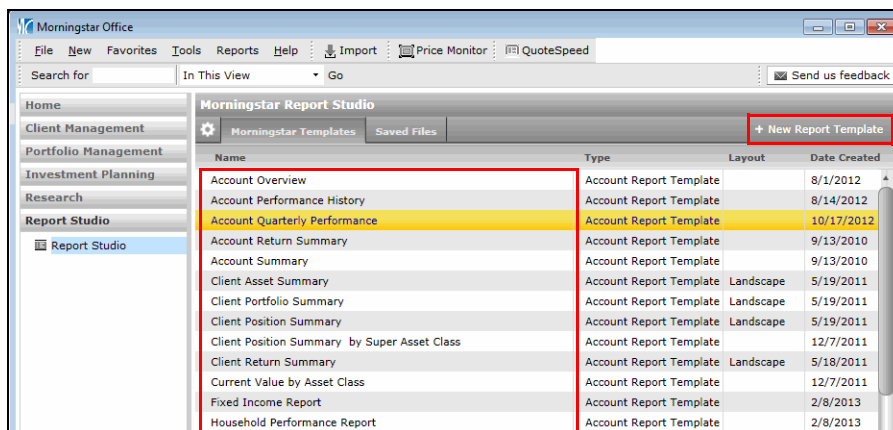 Morningstar Office
File New Favorites Tools Reports Help Import Price Monitor QuoteSpeed
Search for In This View Go Send us feedback
Home
Client Management
Portfolio Management
Investment Planning
Research
Report Studio
Report Studio
Morningstar Report Studio
Morningstar Templates Saved Files + New Report Template
Name Type Layout Date Created
Account Overview Account Report Template 8/1/2012
Account Performance History Account Report Template 8/14/2012
Account Quarterly Performance Account Report Template 10/17/2012
Account Return Summary Account Report Template 9/13/2010
Account Summary Account Report Template 9/13/2010
Client Asset Summary Account Report Template Landscape 5/19/2011
Client Portfolio Summary Account Report Template Landscape 5/19/2011
Client Position Summary Account Report Template Landscape 5/19/2011
Client Position Summary by Super Asset Class Account Report Template 12/7/2011
Client Return Summary Account Report Template Landscape 5/18/2011
Current Value by Asset Class Account Report Template 12/7/2011
Fixed Income Report Account Report Template 2/8/2013
Household Performance Report Account Report Template 2/8/2013